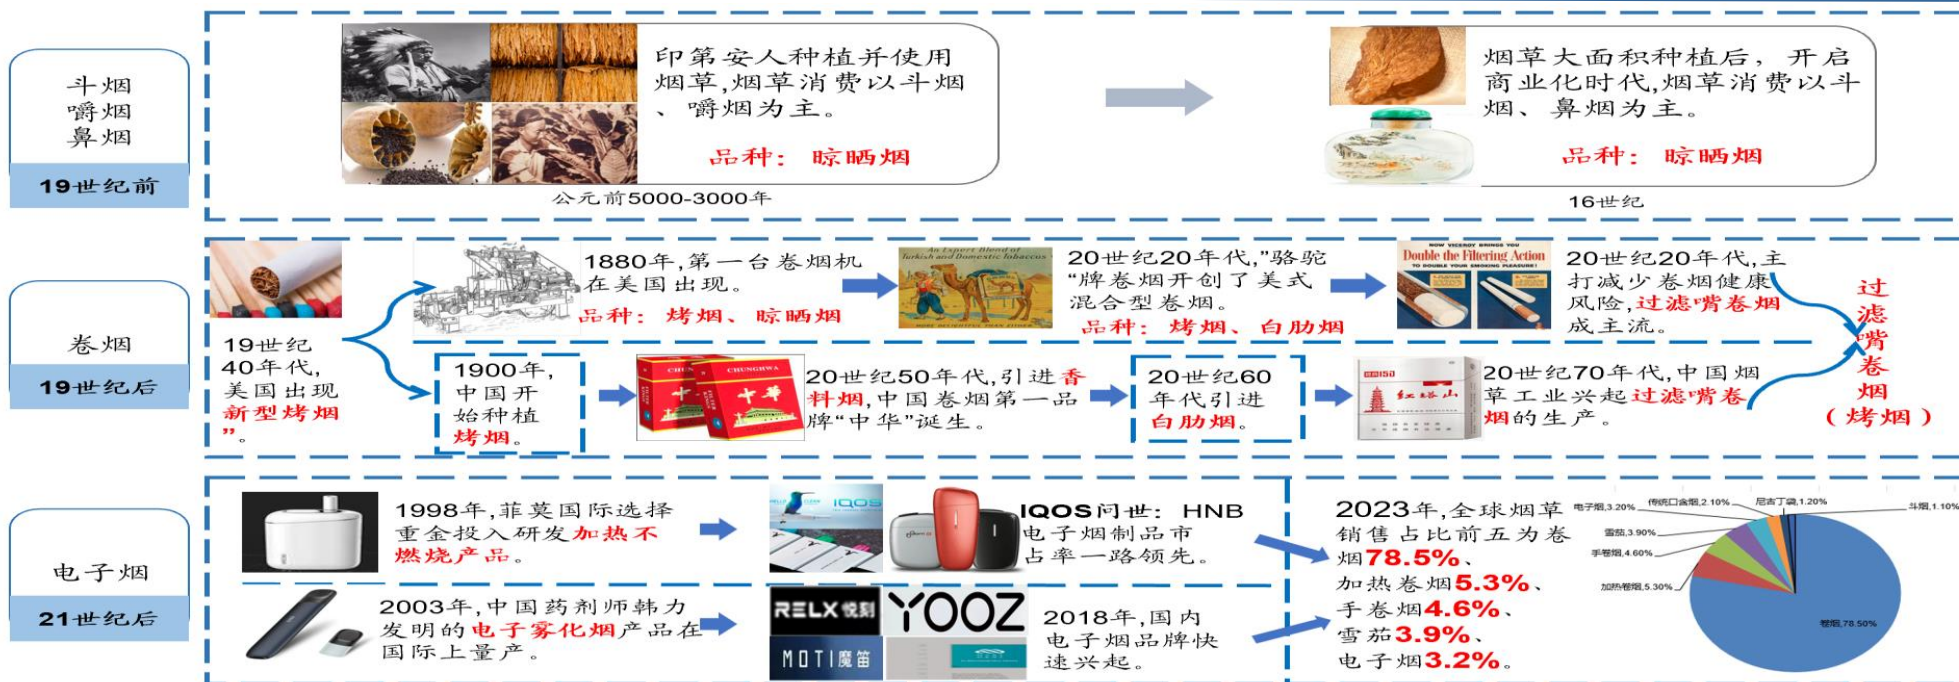 斗烟
嚼烟
鼻烟
19世纪前
印第安人种植并使用
烟草,烟草消费以斗烟
、嚼烟为主。
品种：晾晒烟
公元前5000-3000年
烟草大面积种植后，开启
商业化时代,烟草消费以斗
烟、鼻烟为主。
品种：晾晒烟
16世纪
卷烟
19世纪后
19世纪
40年代,
美国出现
新型烤烟
”。
1880年,第一台卷烟机
在美国出现。
品种：烤烟、晾晒烟
An Expert Blend of
Turkish and Domestic Tobaccos
20世纪20年代,”骆驼
“牌卷烟开创了美式
混合型卷烟。
品种：烤烟、白肋烟
NOW VICEROY BRINGS YOU
Double the Filtering Action
TO DOUBLE YOUR SMOKING PLEASURE!
20世纪20年代,主
打减少卷烟健康
风险,过滤嘴卷烟
成主流。
1900年,
中国开
始种植
烤烟。
CHUNGHWA
中華
20世纪50年代,引进香
料烟,中国卷烟第一品
牌“中华”诞生。
20世纪60
年代引进
白肋烟。
红塔山
20世纪70年代,中国烟
草工业兴起过滤嘴卷
烟的生产。
过
滤
嘴
卷
烟
（烤烟）
电子烟
21世纪后
1998年,菲莫国际选择
重金投入研发加热不
燃烧产品。
IQOS
IQOS问世：HNB
电子烟制品市
占率一路领先。
2003年,中国药剂师韩力
发明的电子雾化烟产品在
国际上量产。
RELX悦刻
YOOZ
MOTI魔笛
2018年,国内
电子烟品牌快
速兴起。
2023年,全球烟草
销售占比前五为卷
烟78.5%、
加热卷烟5.3%、
手卷烟4.6%、
雪茄3.9%、
电子烟3.2%。
传统口含烟,2.10%
尼古丁袋,1.20%
斗烟,1.10%
电子烟,3.20%
雪茄,3.90%
手卷烟,4.60%
加热卷烟,5.30%
卷烟,78.50%